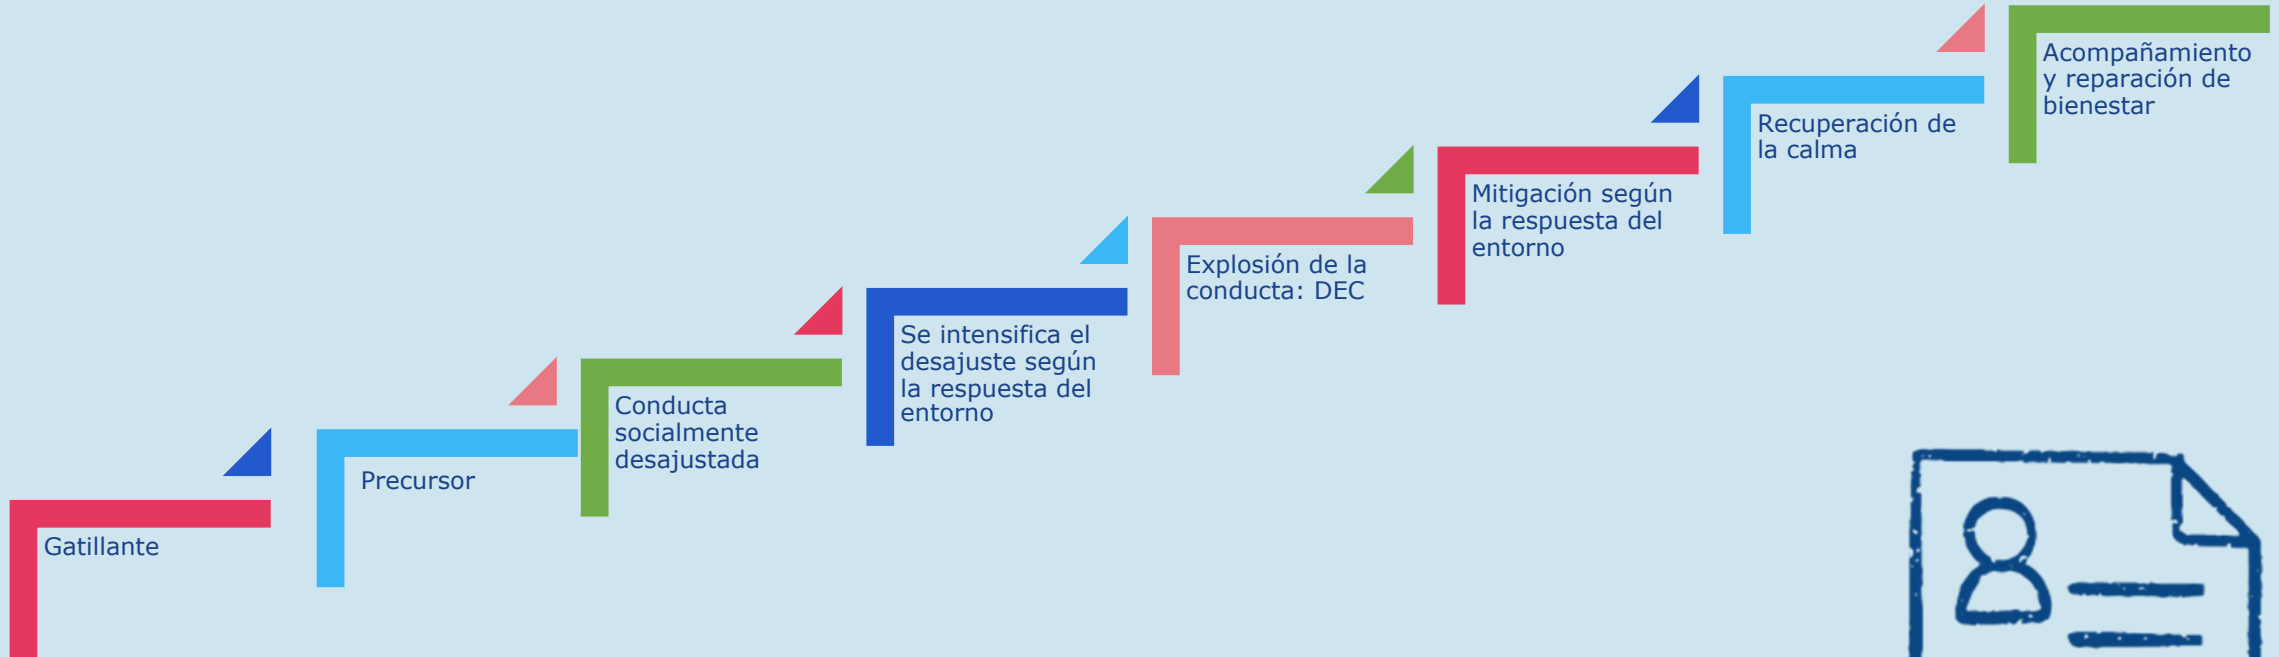 Gatillante
Precursor
Conducta
socialmente
desajustada
Se intensifica el
desajuste según
la respuesta del
entorno
Explosión de la
conducta: DEC
Mitigación según
la respuesta del
entorno
Recuperación de
la calma
Acompañamiento
y reparación de
bienestar